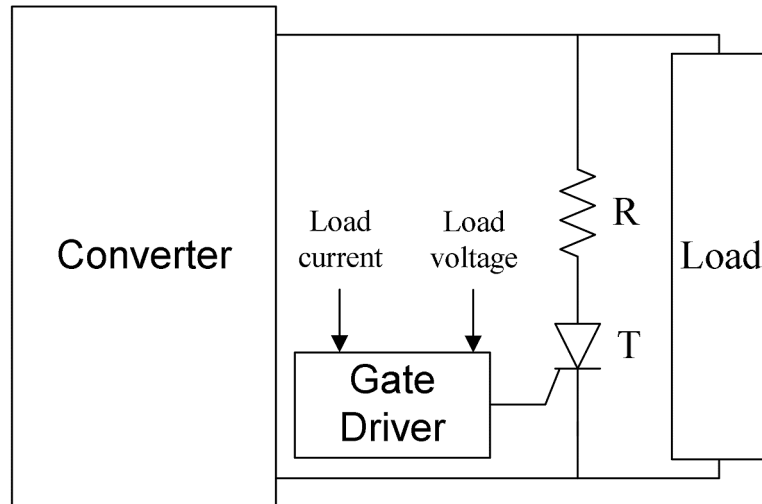 Converter
Load
current
Load
voltage
R
Load
T
Gate
Driver